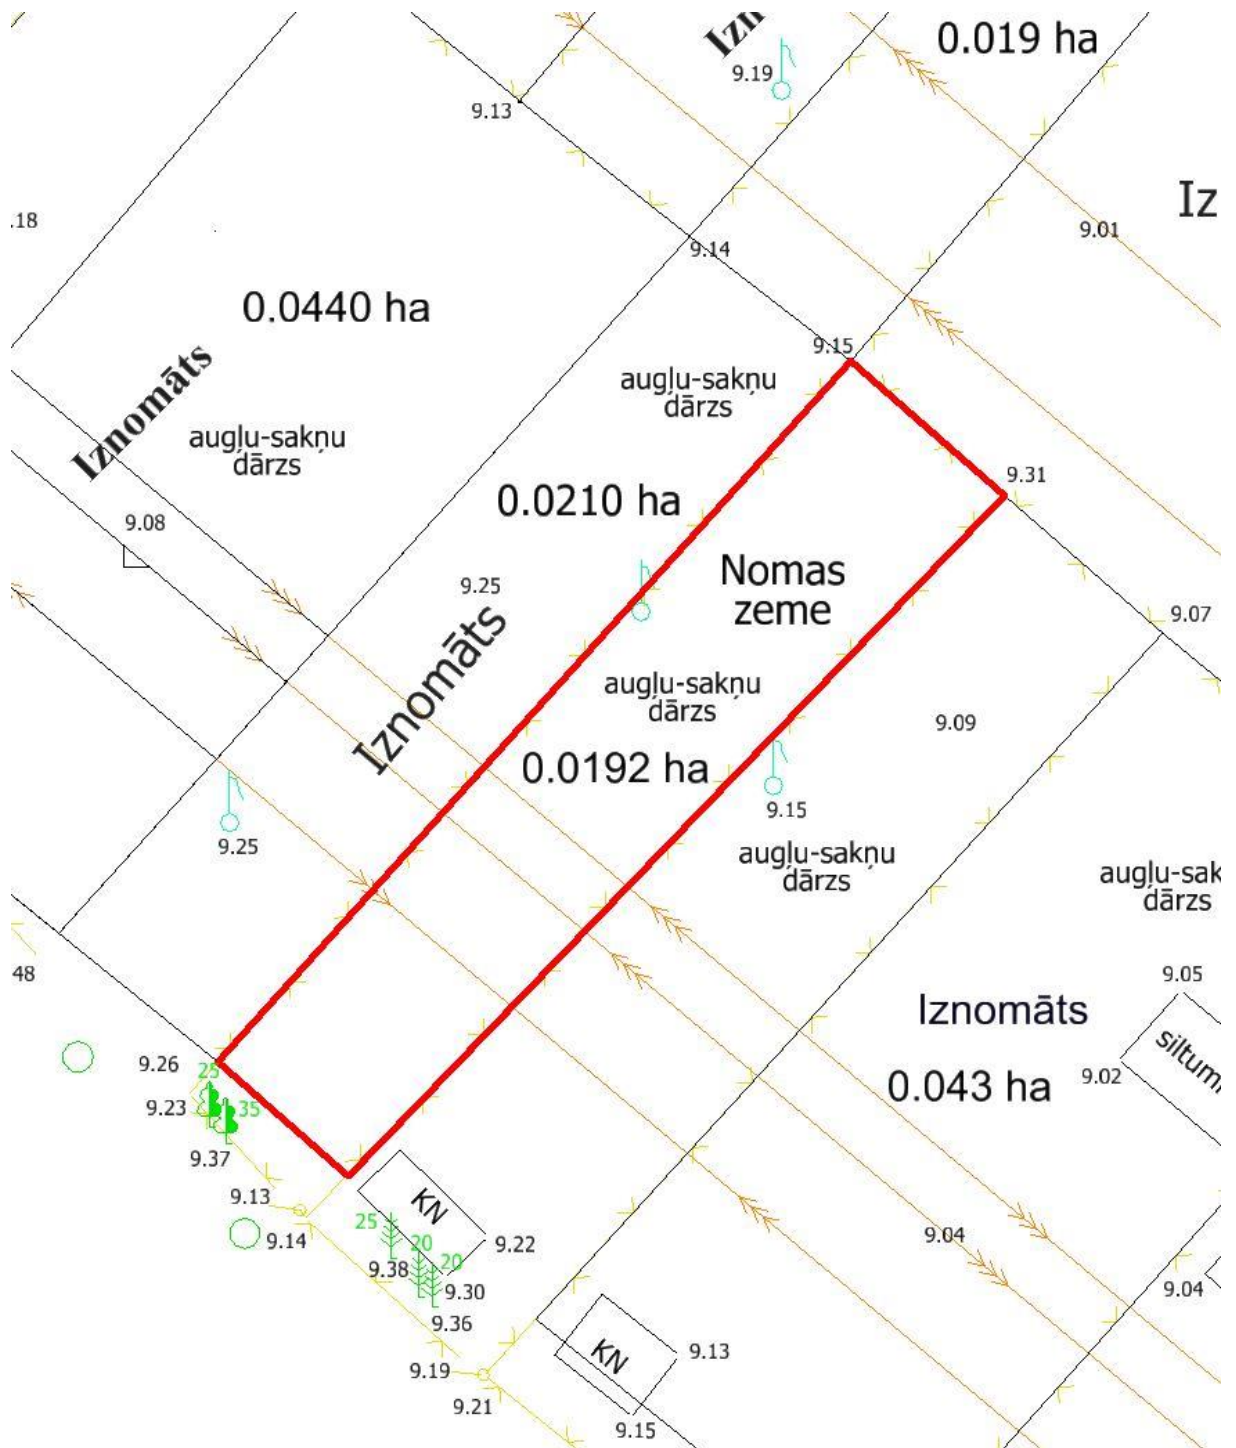 0.019 ha
9.19
9.13
Iz
.18
9.01
9.14
0.0440 ha
9.15
Iznomāts
augļu-sakņu
dārzs
augļu-sakņu
dārzs
9.31
0.0210 ha
9.08
Nomas
zeme
9.25
9.07
Iznomāts
augļu-sakņu
dārzs
9.09
0.0192 ha
9.15
9.25
augļu-sakņu
dārzs
augļu-sak
dārzs
48
9.05
Iznomāts
siltum
9.26
25
9.02
0.043 ha
9.23
35
9.37
9.13
KN
25
9.14
20
9.22
9.04
9.38
20
9.30
9.04
9.36
KN
9.13
9.19
9.21
9.15